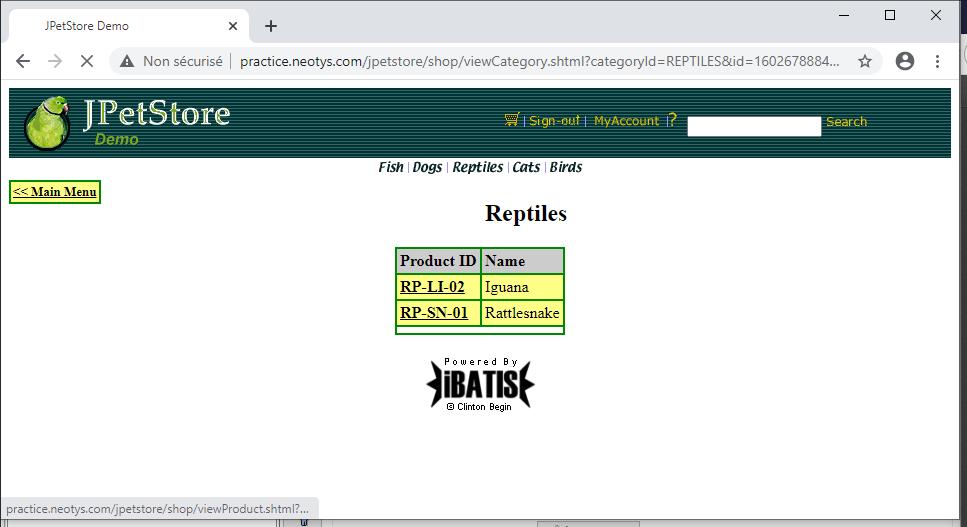 JPetStore Demo
Non sécurisé | practice.neotys.com/jpetstore/shop/viewCategory.shtml?categoryId=REPTILES&id=1602678884...
JPetStore
Demo
| Sign-out | MyAccount | ? Search
Fish | Dogs | Reptiles | Cats | Birds
<< Main Menu
Reptiles
Product ID Name
RP-LI-02 Iguana
RP-SN-01 Rattlesnake
Powered By
iBATIS
© Clinton Begin
practice.neotys.com/jpetstore/shop/viewProduct.shtml?...